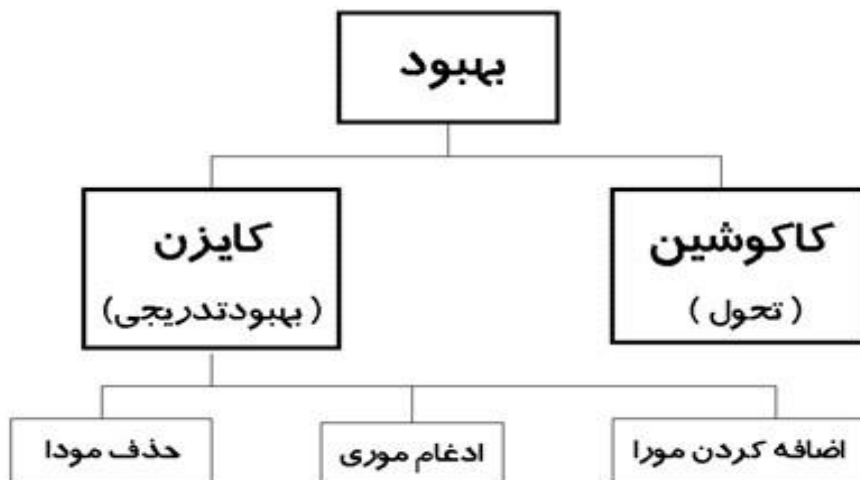 بهبود
کاکوشین
( تحول )
کایزن
( بهبودتدریجی)
اضافه کردن مورا
ادغام موری
حذف مودا